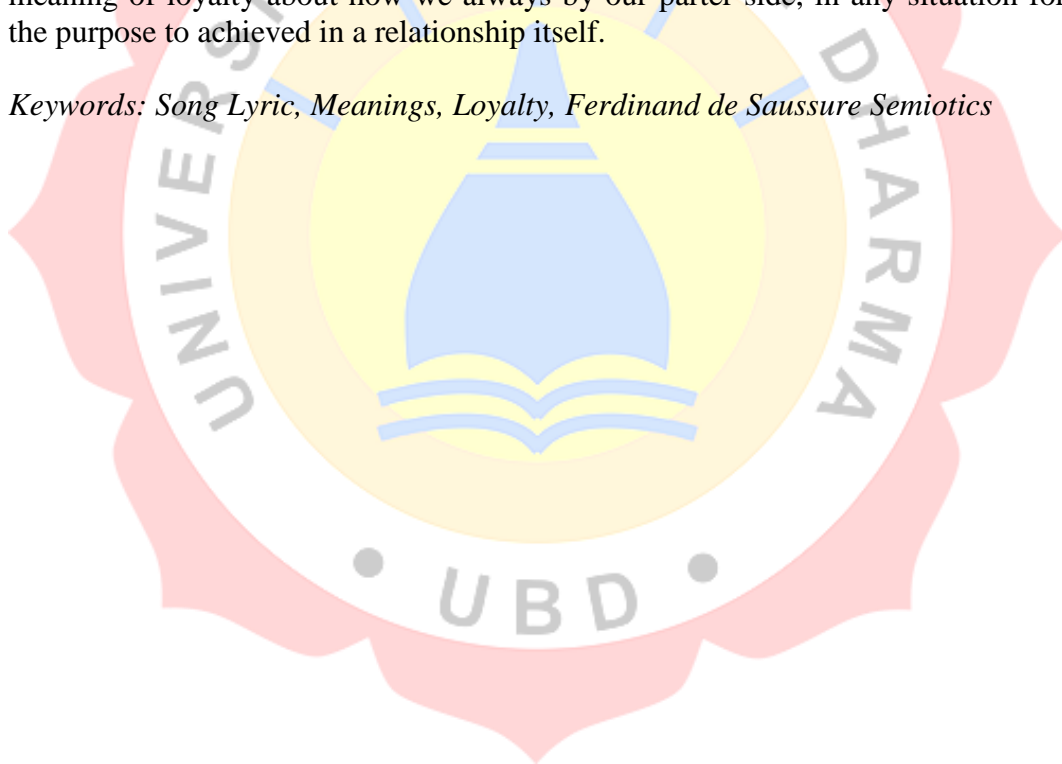 meaning of loyalty about how we always by our parter side, in any situation for
the purpose to achieved in a relationship itself.
Keywords: Song Lyric, Meanings, Loyalty, Ferdinand de Saussure Semiotics
DHARMA
UBD